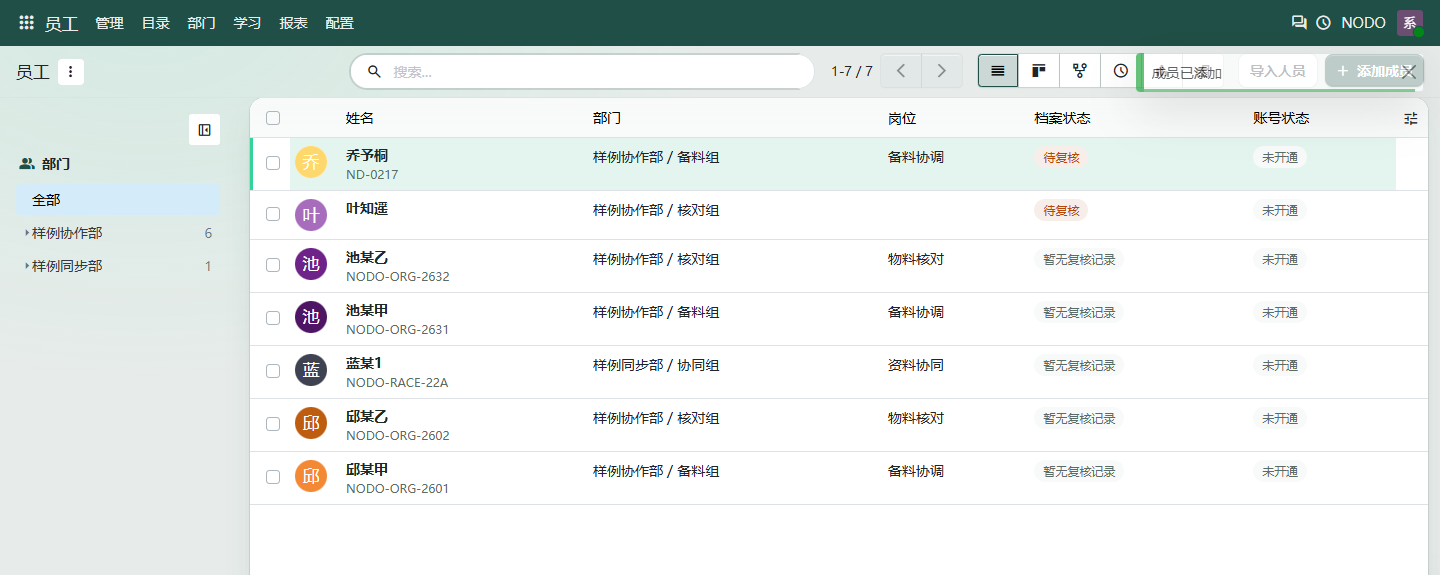 员工 管理 目录 部门 学习 报表 配置 NODO 系
员工 搜索... 1-7 / 7 成员已添加 导入人员 添加成员
部门
全部
样例协作部 6
样例同步部 1
姓名 部门 岗位 档案状态 账号状态
乔 乔予桐 样例协作部 / 备料组 备料协调 待复核 未开通
ND-0217
叶 叶知遥 样例协作部 / 核对组 待复核 未开通
池 池某乙 样例协作部 / 核对组 物料核对 暂无复核记录 未开通
NODO-ORG-2632
池 池某甲 样例协作部 / 备料组 备料协调 暂无复核记录 未开通
NODO-ORG-2631
蓝 蓝某1 样例同步部 / 协同组 资料协同 暂无复核记录 未开通
NODO-RACE-22A
邱 邱某乙 样例协作部 / 核对组 物料核对 暂无复核记录 未开通
NODO-ORG-2602
邱 邱某甲 样例协作部 / 备料组 备料协调 暂无复核记录 未开通
NODO-ORG-2601